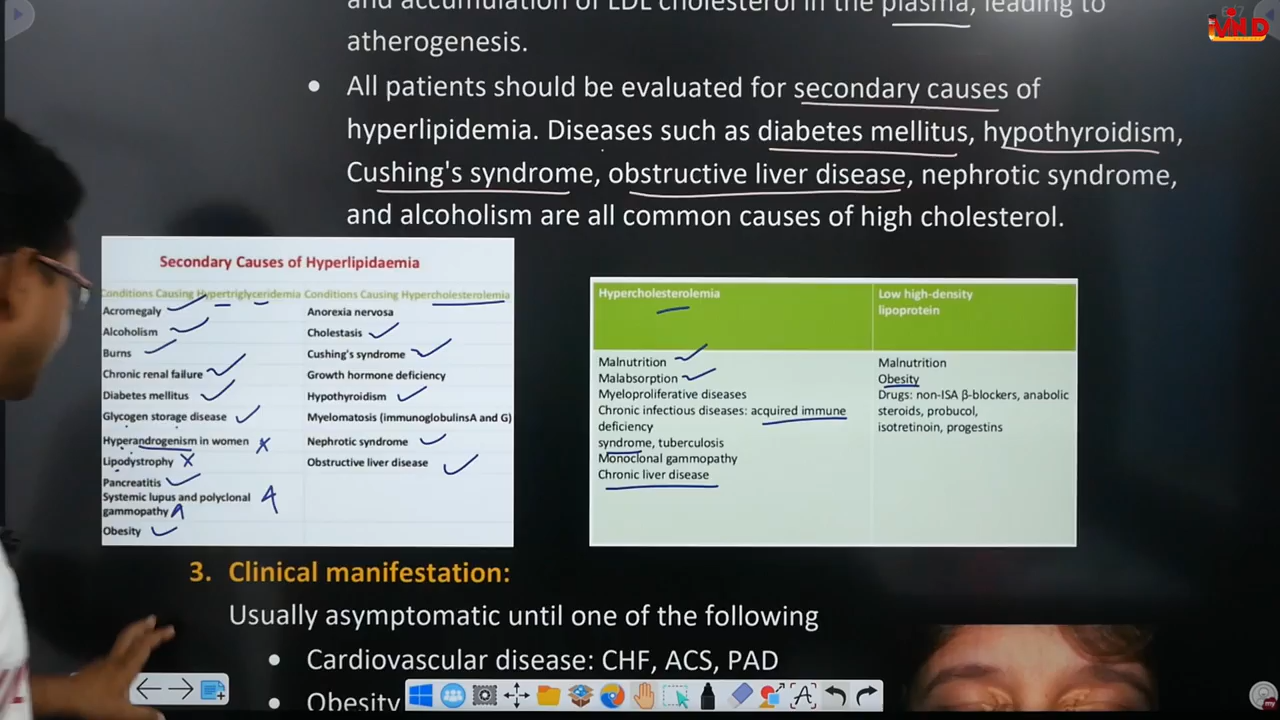 and accumulation of LDL cholesterol in the plasma, leading to
atherogenesis.
• All patients should be evaluated for secondary causes of
hyperlipidemia. Diseases such as diabetes mellitus, hypothyroidism,
Cushing's syndrome, obstructive liver disease, nephrotic syndrome,
and alcoholism are all common causes of high cholesterol.
Secondary Causes of Hyperlipidaemia
Conditions Causing Hypertriglyceridemia Conditions Causing Hypercholesterolemia
Acromegaly Anorexia nervosa
Alcoholism Cholestasis
Burns Cushing's syndrome
Chronic renal failure Growth hormone deficiency
Diabetes mellitus Hypothyroidism
Glycogen storage disease Myelomatosis (immunoglobulinsA and G)
Hyperandrogenism in women Nephrotic syndrome
Lipodystrophy Obstructive liver disease
Pancreatitis
Systemic lupus and polyclonal
gammopathy
Obesity
Hypercholesterolemia
Malnutrition
Malabsorption
Myeloproliferative diseases
Chronic infectious diseases: acquired immune
deficiency
syndrome, tuberculosis
Monoclonal gammopathy
Chronic liver disease
Low high-density
lipoprotein
Malnutrition
Obesity
Drugs: non-ISA β-blockers, anabolic
steroids, probucol,
isotretinoin, progestins
3. Clinical manifestation:
Usually asymptomatic until one of the following
• Cardiovascular disease: CHF, ACS, PAD
• Obesity